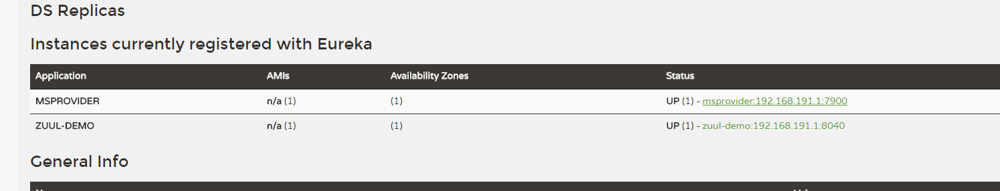 DS Replicas
Instances currently registered with Eureka
Application AMIs Availability Zones Status
MSPROVIDER n/a (1) (1) UP (1) - msprovider:192.168.191.1:7900
ZUUL-DEMO n/a (1) (1) UP (1) - zuul-demo:192.168.191.1:8040
General Info